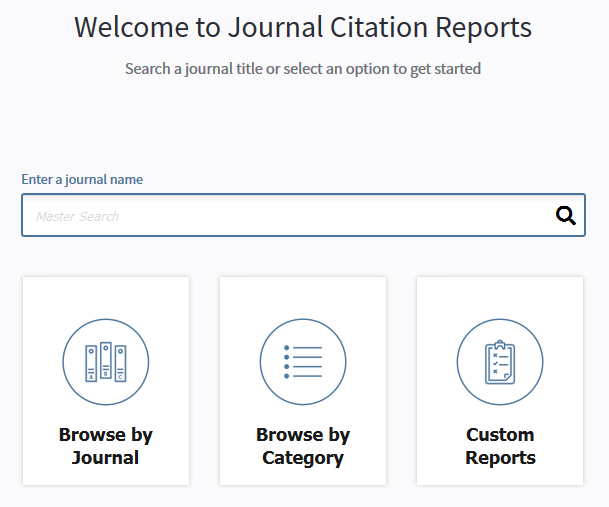 Welcome to Journal Citation Reports
Search a journal title or select an option to get started
Enter a journal name
Master Search
A B C
Browse by
Journal
Browse by
Category
Custom
Reports